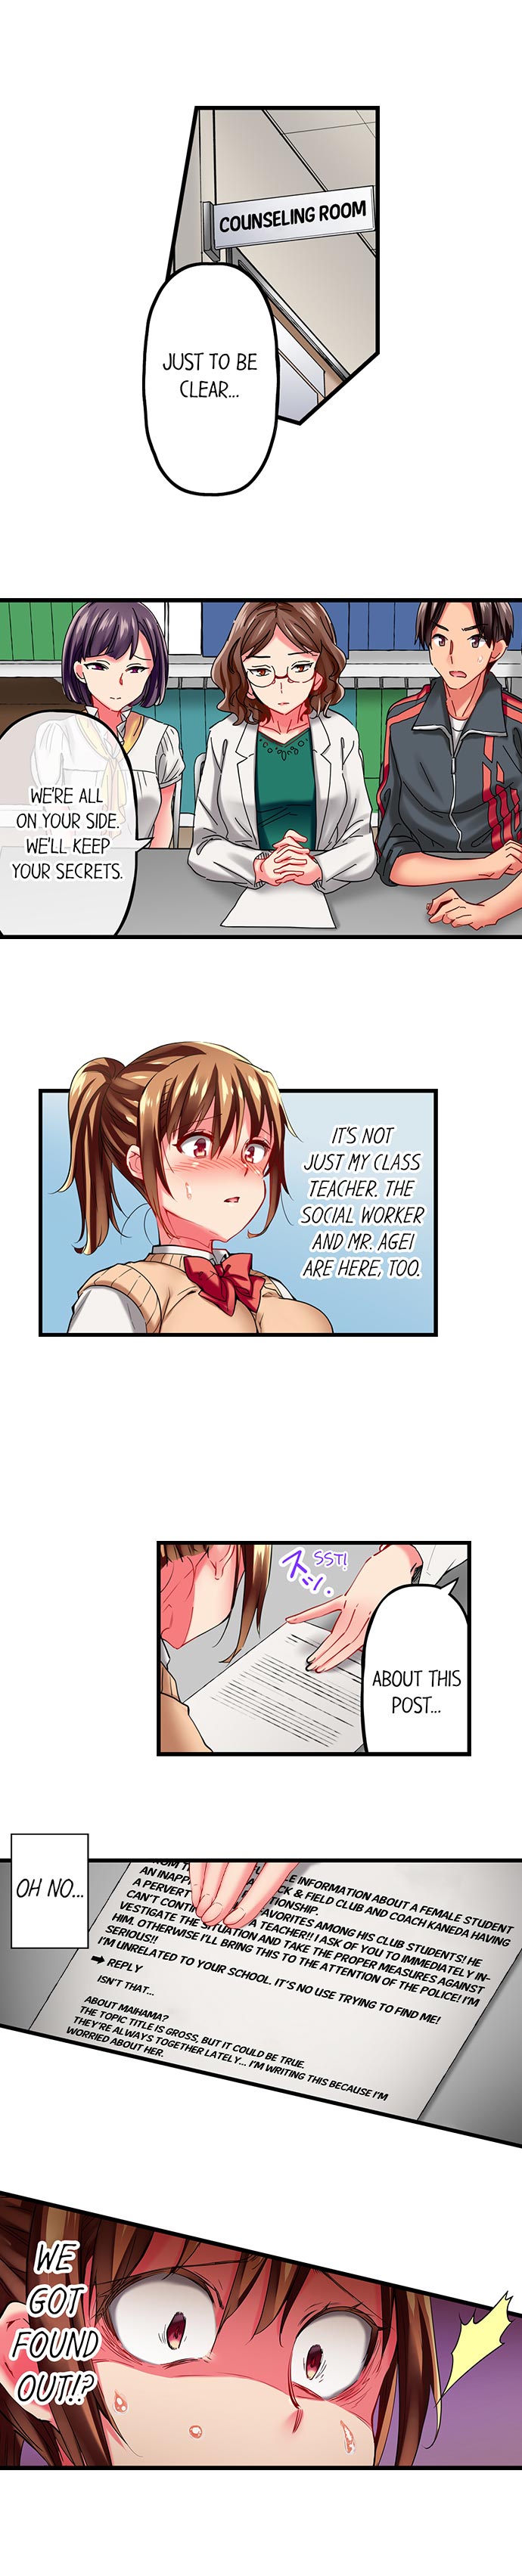 COUNSELING ROOM
JUST TO BE
CLEAR...
WE'RE ALL
ON YOUR SIDE.
WE'LL KEEP
YOUR SECRETS.
IT'S NOT
JUST MY CLASS
TEACHER. THE
SOCIAL WORKER
AND MR. AGEI
ARE HERE, TOO.
SST!
ABOUT THIS
POST...
OH NO...
INFORMATION ABOUT A FEMALE STUDENT
& FIELD CLUB AND COACH KANEDA HAVING
AN
A PERVERT FAVORITES AMONG HIS CLUB STUDENTS! HE
CAN'T A TEACHER!! I ASK OF YOU TO IMMEDIATELY IN-
VESTIGATE THE SITUATION AND TAKE THE PROPER MEASURES AGAINST
HIM. OTHERWISE I'LL BRING THIS TO THE ATTENTION OF THE POLICE! I'M
SERIOUS!!
I'M UNRELATED TO YOUR SCHOOL. IT'S NO USE TRYING TO FIND ME!
➡ REPLY
ISN'T THAT...
ABOUT MAIHAMA?
THE TOPIC TITLE IS GROSS, BUT IT COULD BE TRUE.
THEY'RE ALWAYS TOGETHER LATELY... I'M WRITING THIS BECAUSE I'M
WORRIED ABOUT HER.
WE
GOT
FOUND
OUT!?